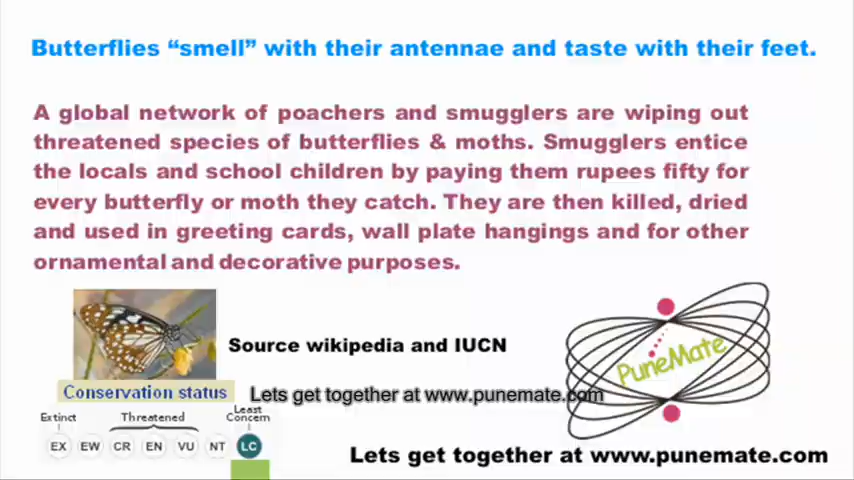 Butterflies “smell” with their antennae and taste with their feet.
A global network of poachers and smugglers are wiping out
threatened species of butterflies & moths. Smugglers entice
the locals and school children by paying them rupees fifty for
every butterfly or moth they catch. They are then killed, dried
and used in greeting cards, wall plate hangings and for other
ornamental and decorative purposes.
Source wikipedia and IUCN
PuneMate
Conservation status
Lets get together at www.punemate.com
Extinct Threatened Least Concern
EX EW CR EN VU NT LC
Lets get together at www.punemate.com